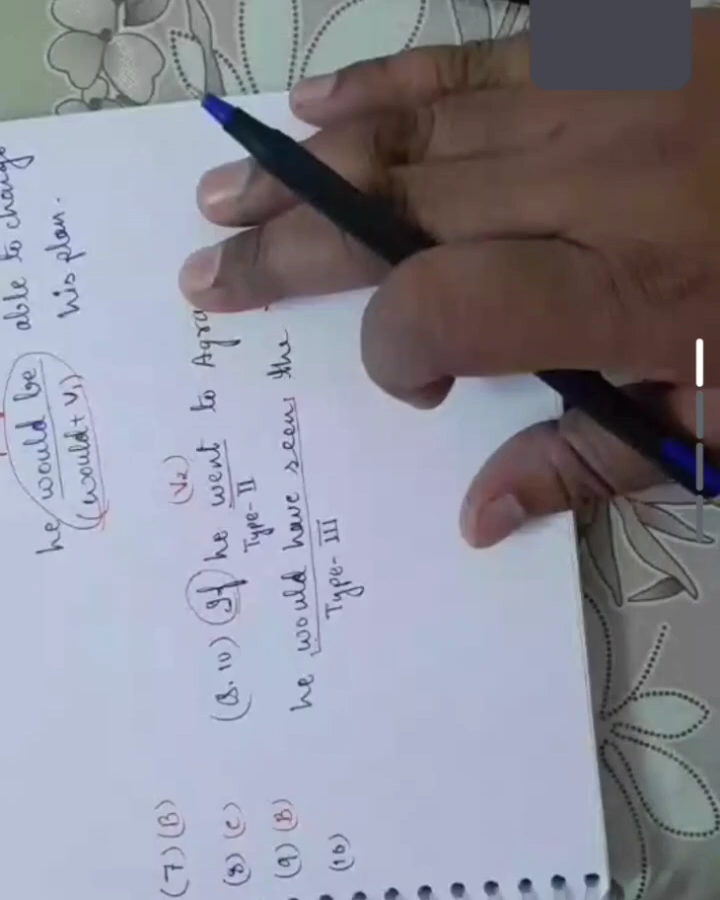 able to change
his plan.
he would be
(would + V₁)
(V₂)
(Q.10) If he went to Agra
Type-II
he would have seen the
Type-III
(7) (B)
(8) (C)
(9) (B)
(10)